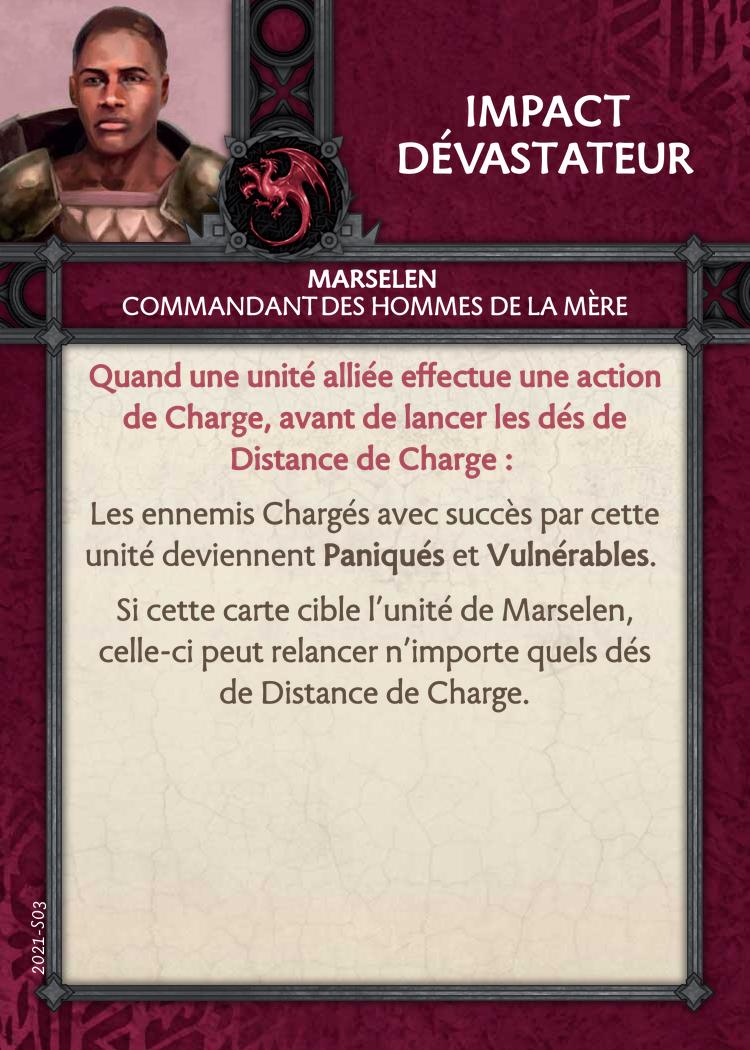 IMPACT
DÉVASTATEUR
MARSELEN
COMMANDANT DES HOMMES DE LA MÈRE
Quand une unité alliée effectue une action
de Charge, avant de lancer les dés de
Distance de Charge :
Les ennemis Chargés avec succès par cette
unité deviennent Paniqués et Vulnérables.
Si cette carte cible l'unité de Marselen,
celle-ci peut relancer n'importe quels dés
de Distance de Charge.
2021-S03